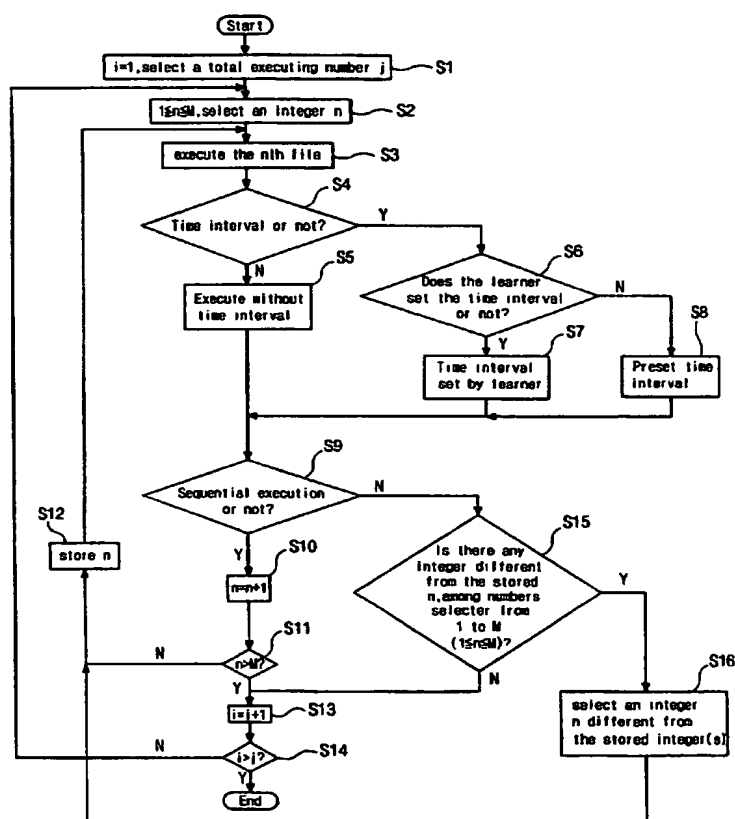 Start
i=1,select a total executing number j
S1
1≦n≦M,select an integer n
S2
execute the nth file
S3
S4
Time interval or not?
Y
N
S5
Execute without
time interval
S6
Does the learner
set the time interval
or not?
N
Y
S7
Time interval
set by learner
S8
Preset time
interval
S9
Sequential execution
or not?
N
Y
S12
store n
S10
n=n+1
S15
Is there any
integer different
from the stored
n,among numbers
selecter from
1 to M
(1≦n≦M)?
Y
N
S11
n>M?
N
Y
S16
select an integer
n different from
the stored integer(s)
S13
i=i+1
S14
i>j?
N
Y
End